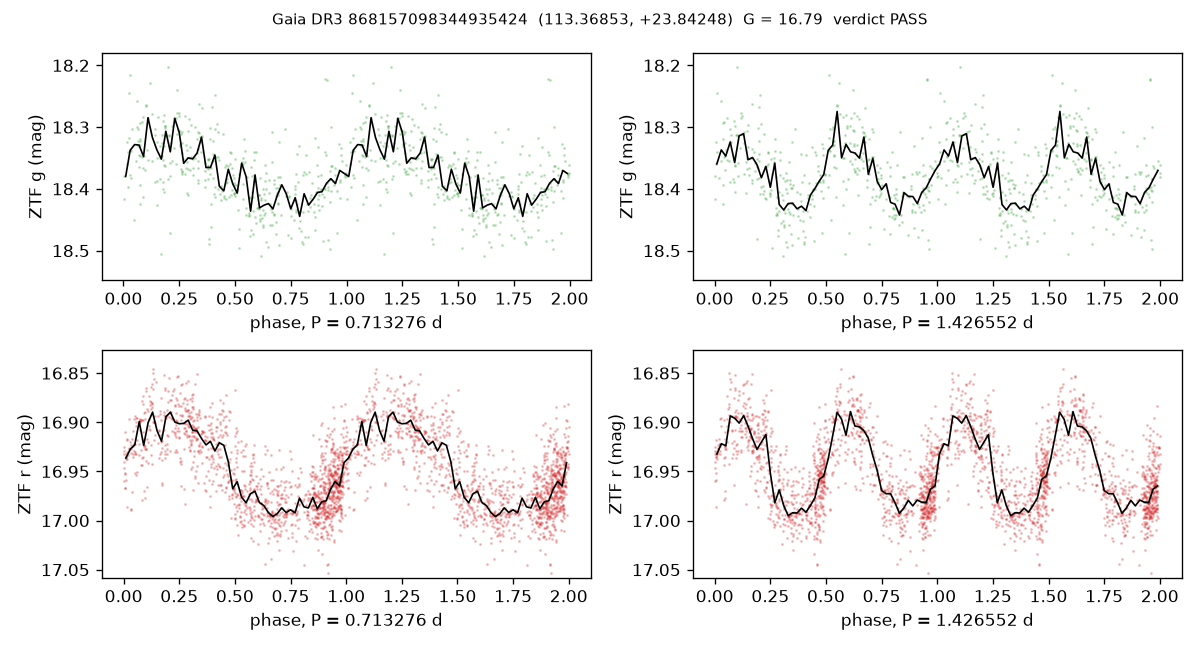 Gaia DR3 868157098344935424  (113.36853, +23.84248)  G = 16.79  verdict PASS
ZTF g (mag)
18.2
18.3
18.4
18.5
0.00 0.25 0.50 0.75 1.00 1.25 1.50 1.75 2.00
phase, P = 0.713276 d
ZTF g (mag)
18.2
18.3
18.4
18.5
0.00 0.25 0.50 0.75 1.00 1.25 1.50 1.75 2.00
phase, P = 1.426552 d
ZTF r (mag)
16.85
16.90
16.95
17.00
17.05
0.00 0.25 0.50 0.75 1.00 1.25 1.50 1.75 2.00
phase, P = 0.713276 d
ZTF r (mag)
16.85
16.90
16.95
17.00
17.05
0.00 0.25 0.50 0.75 1.00 1.25 1.50 1.75 2.00
phase, P = 1.426552 d